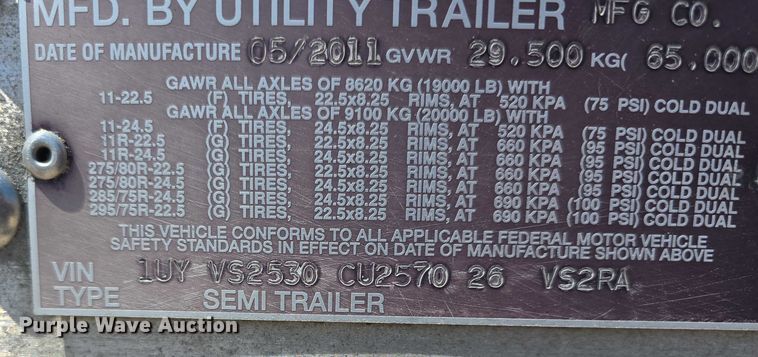 MFD. BY UTILITY TRAILER MFG CO.
DATE OF MANUFACTURE 05/2011 GVWR 29.500 KG( 65.000
GAWR ALL AXLES OF 8620 KG (19000 LB) WITH
11-22.5 (F) TIRES, 22.5x8.25 RIMS, AT 520 KPA (75 PSI) COLD DUAL
GAWR ALL AXLES OF 9100 KG (20000 LB) WITH
11-24.5 (F) TIRES, 24.5x8.25 RIMS, AT 520 KPA (75 PSI) COLD DUAL
11R-22.5 (G) TIRES, 22.5x8.25 RIMS, AT 660 KPA (95 PSI) COLD DUAL
11R-24.5 (G) TIRES, 24.5x8.25 RIMS, AT 660 KPA (95 PSI) COLD DUAL
275/80R-22.5 (G) TIRES, 22.5x8.25 RIMS, AT 660 KPA (95 PSI) COLD DUAL
275/80R-24.5 (G) TIRES, 24.5x8.25 RIMS, AT 660 KPA (95 PSI) COLD DUAL
285/75R-24.5 (G) TIRES, 24.5x8.25 RIMS, AT 690 KPA (100 PSI) COLD DUAL
295/75R-22.5 (G) TIRES, 22.5x8.25 RIMS, AT 690 KPA (100 PSI) COLD DUAL
THIS VEHICLE CONFORMS TO ALL APPLICABLE FEDERAL MOTOR VEHICLE
SAFETY STANDARDS IN EFFECT ON DATE OF MANUFACTURE SHOWN ABOVE
VIN 1UY VS2530 CU2570 26 VS2RA
TYPE SEMI TRAILER
Purple Wave Auction